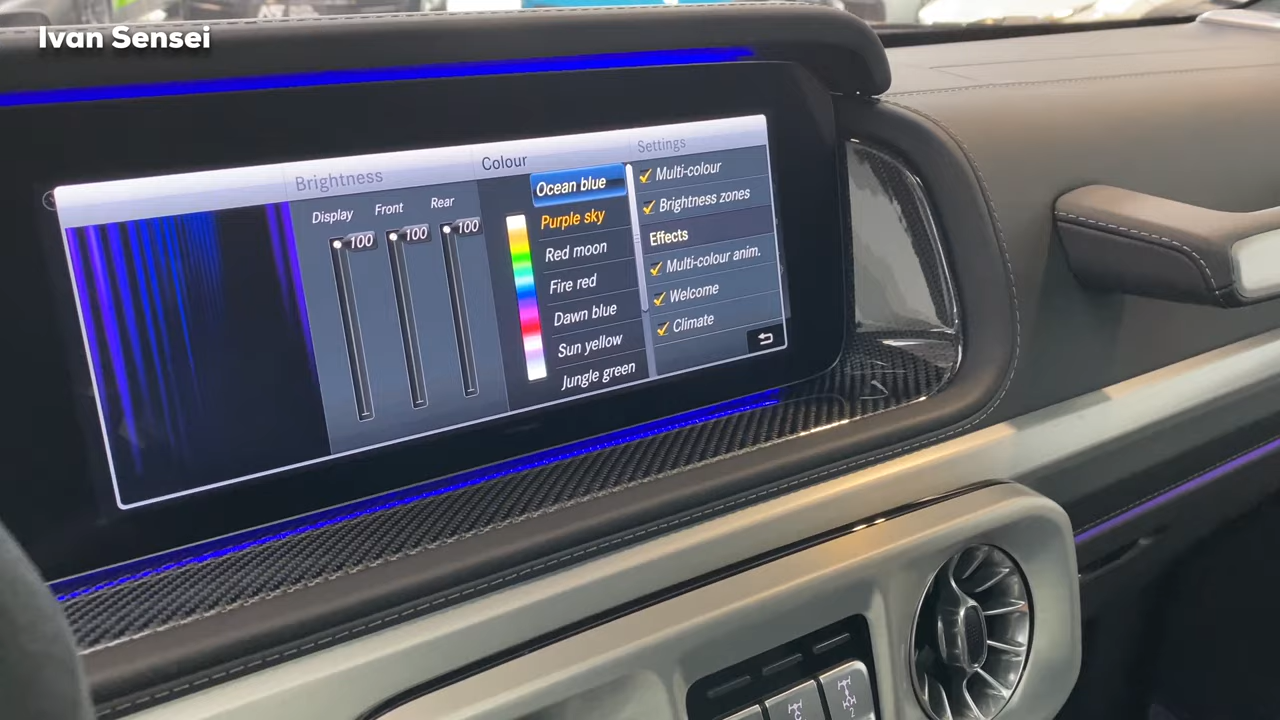 Ivan Sensei
Brightness
Display
Front
Rear
100
100
100
Colour
Ocean blue
Purple sky
Red moon
Fire red
Dawn blue
Sun yellow
Jungle green
Settings
Multi-colour
Brightness zones
Effects
Multi-colour anim.
Welcome
Climate